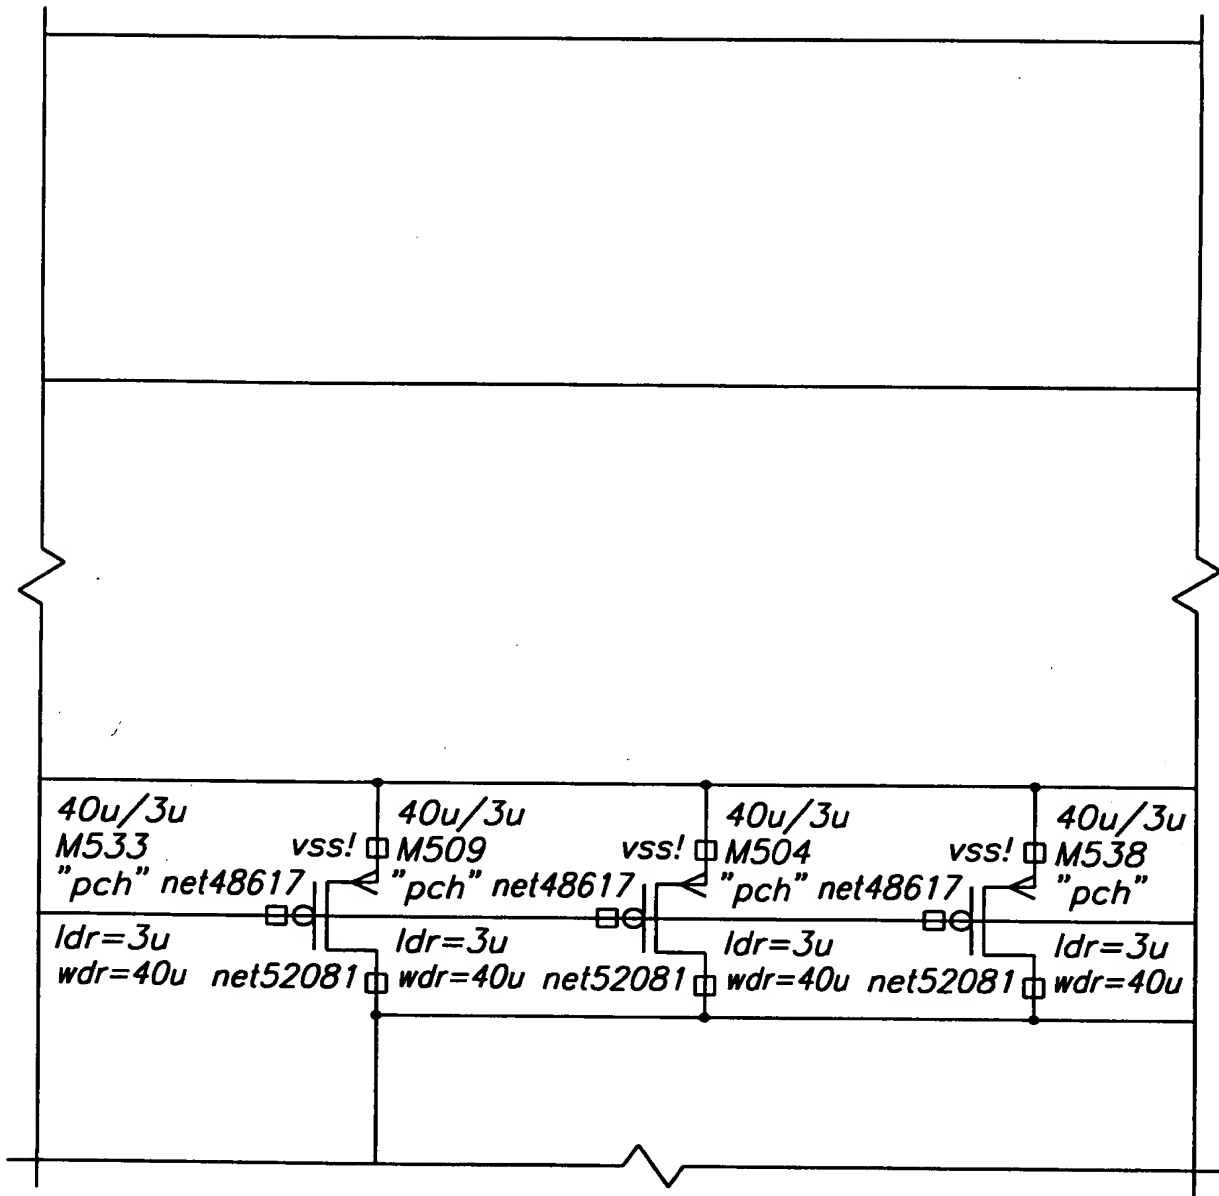 40u/3u
M533
"pch"
ldr=3u
wdr=40u
vss!
net48617
net52081
40u/3u
M509
"pch"
ldr=3u
wdr=40u
vss!
net48617
net52081
40u/3u
M504
"pch"
ldr=3u
wdr=40u
vss!
net48617
net52081
40u/3u
M538
"pch"
ldr=3u
wdr=40u